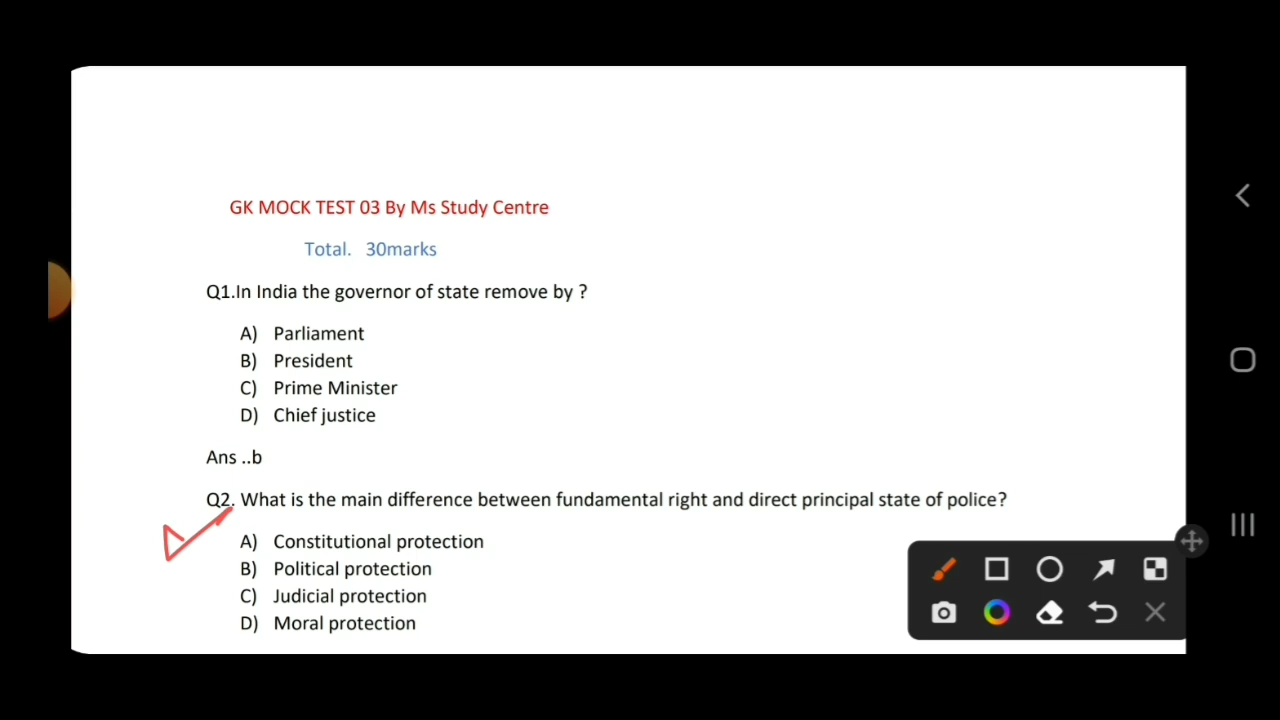 GK MOCK TEST 03 By Ms Study Centre
Total. 30marks
Q1.In India the governor of state remove by ?
A) Parliament
B) President
C) Prime Minister
D) Chief justice
Ans ..b
Q2. What is the main difference between fundamental right and direct principal state of police?
A) Constitutional protection
B) Political protection
C) Judicial protection
D) Moral protection